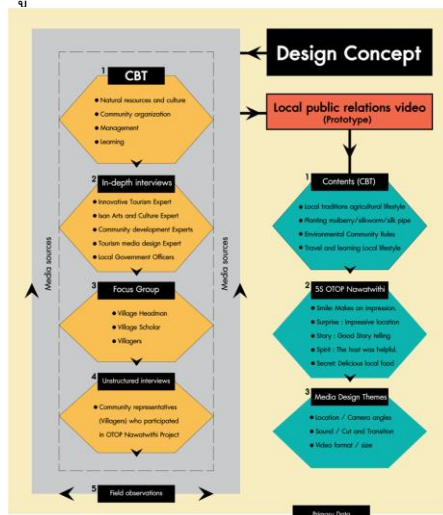 Design Concept
1
CBT
• Natural resources and culture
• Community organization
• Management
• Learning
2
In-depth interviews
• Innovative Tourism Expert
• Isan Arts and Culture Expert
• Community development Experts
• Tourism media design Expert
• Local Government Officers
3
Focus Group
• Village Headman
• Village Scholar
• Villagers
4
Unstructured interviews
• Community representatives
(Villagers) who participated
in OTOP Nawatwithi Project
5
Field observations
Media sources
Media sources
Local public relations video
(Prototype)
1
Contents (CBT)
• Local traditions agricultural lifestyle
• Planting mulberry/silkworm/silk pipe
• Environmental Community Rules
• Travel and learning Local lifestyle
2
5S OTOP Nawatwithi
• Smile: Makes an impression.
• Surprise : Impressive location
• Story : Good Story telling
• Spirit : The host was helpful.
• Secret: Delicious local food
3
Media Design Themes
• Location / Camera angles
• Sound / Cut and Transition
• Video format / size
Primary Data